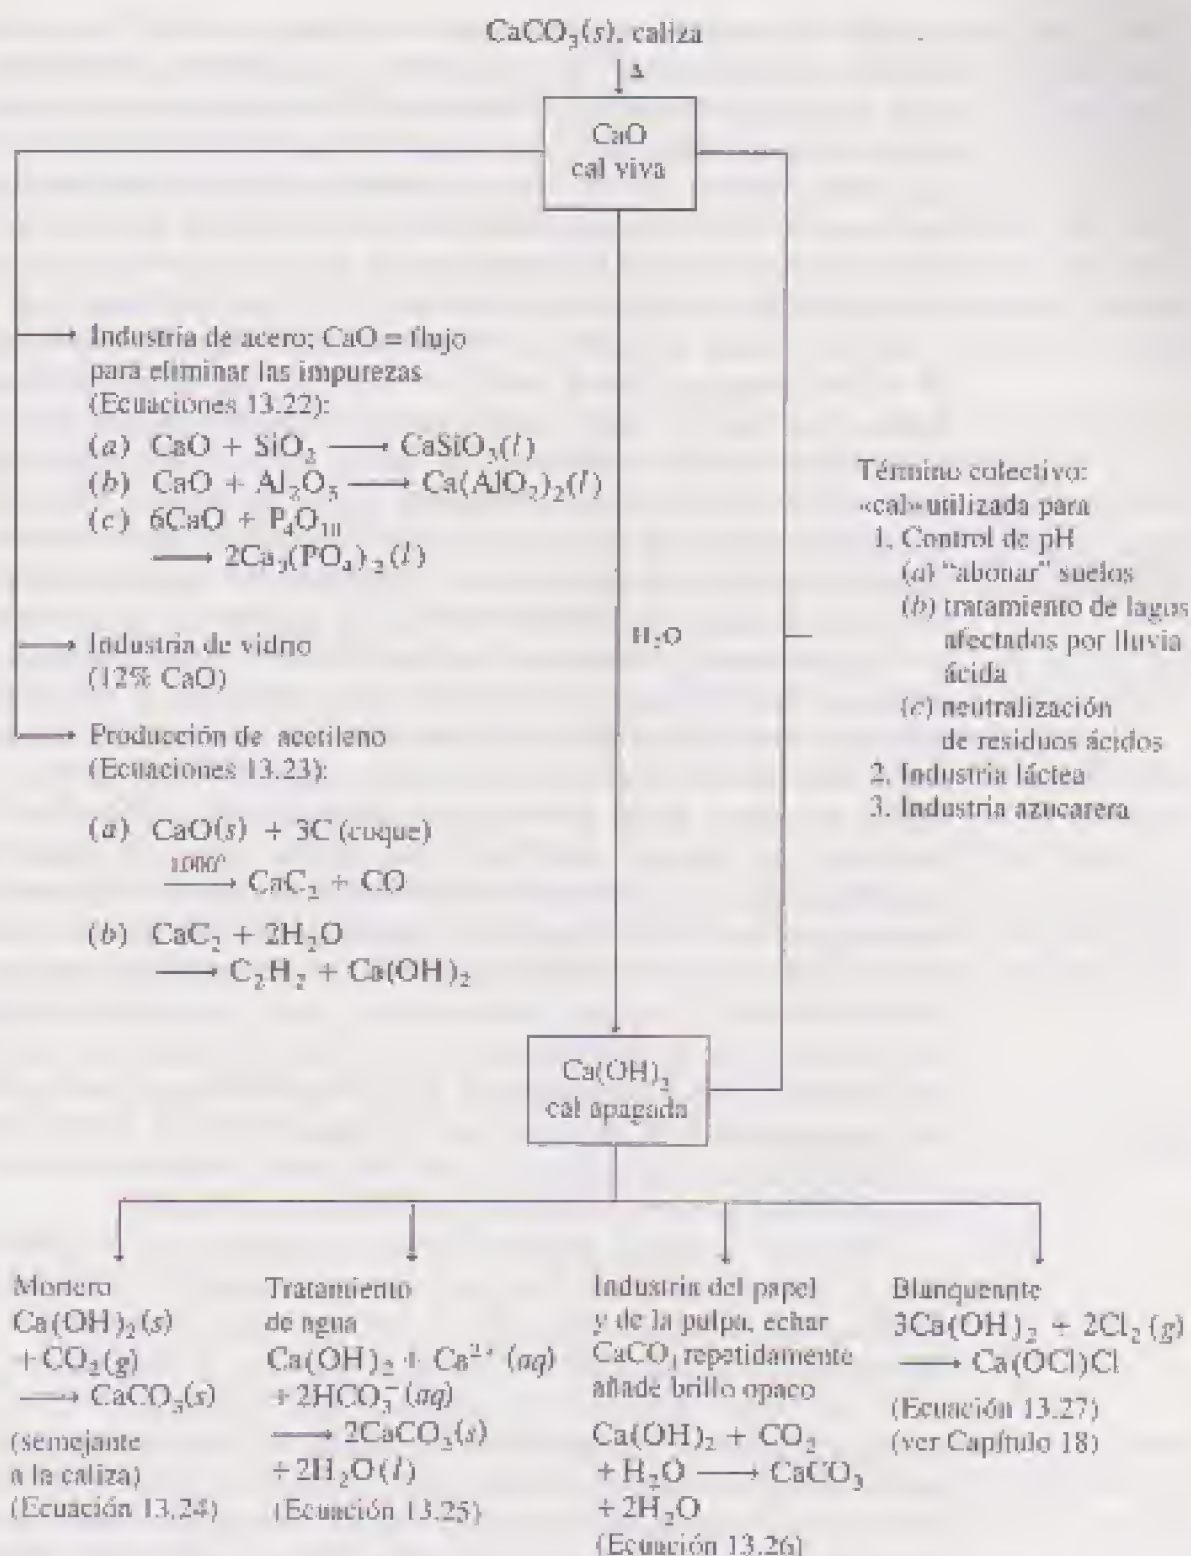 CaCO₃(s), caliza
Δ
CaO
cal viva
Industria de acero; CaO = flujo
para eliminar las impurezas
(Ecuaciones 13.22):
(a) CaO + SiO₂ ⟶ CaSiO₃(l)
(b) CaO + Al₂O₃ ⟶ Ca(AlO₂)₂(l)
(c) 6CaO + P₄O₁₀
⟶ 2Ca₃(PO₄)₂(l)
Industria de vidrio
(12% CaO)
Producción de acetileno
(Ecuaciones 13.23):
(a) CaO(s) + 3C (coque)
1.000° ⟶ CaC₂ + CO
(b) CaC₂ + 2H₂O
⟶ C₂H₂ + Ca(OH)₂
H₂O
Término colectivo:
«cal» utilizada para
1. Control de pH
(a) “abonar” suelos
(b) tratamiento de lagos
afectados por lluvia
ácida
(c) neutralización
de residuos ácidos
2. Industria láctea
3. Industria azucarera
Ca(OH)₂
cal apagada
Mortero
Ca(OH)₂(s)
+ CO₂(g)
⟶ CaCO₃(s)
(semejante
a la caliza)
(Ecuación 13.24)
Tratamiento
de agua
Ca(OH)₂ + Ca²⁺(aq)
+ 2HCO₃⁻(aq)
⟶ 2CaCO₃(s)
+ 2H₂O(l)
(Ecuación 13.25)
Industria del papel
y de la pulpa, echar
CaCO₃ repetidamente
añade brillo opaco
Ca(OH)₂ + CO₂
+ H₂O ⟶ CaCO₃
+ 2H₂O
(Ecuación 13.26)
Blanqueante
3Ca(OH)₂ + 2Cl₂(g)
⟶ Ca(OCl)Cl
(Ecuación 13.27)
(ver Capítulo 18)